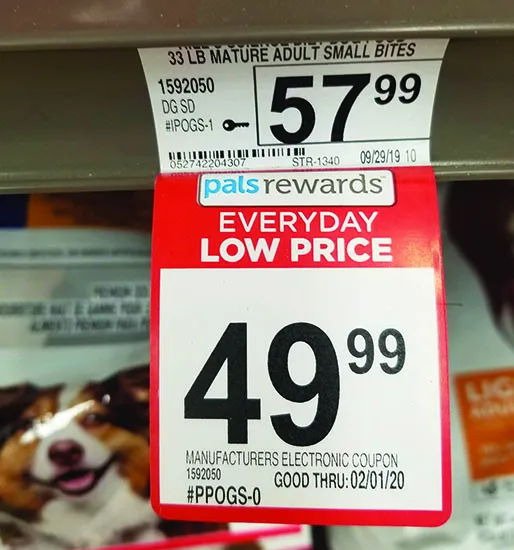 33 LB MATURE ADULT SMALL BITES
1592050
DG SD
#IPOGS-1
57.99
052742204307 STR-1340 09/29/19 10
pals rewards™
EVERYDAY
LOW PRICE
49 99
MANUFACTURERS ELECTRONIC COUPON
1592050 GOOD THRU: 02/01/20
#PPOGS-0